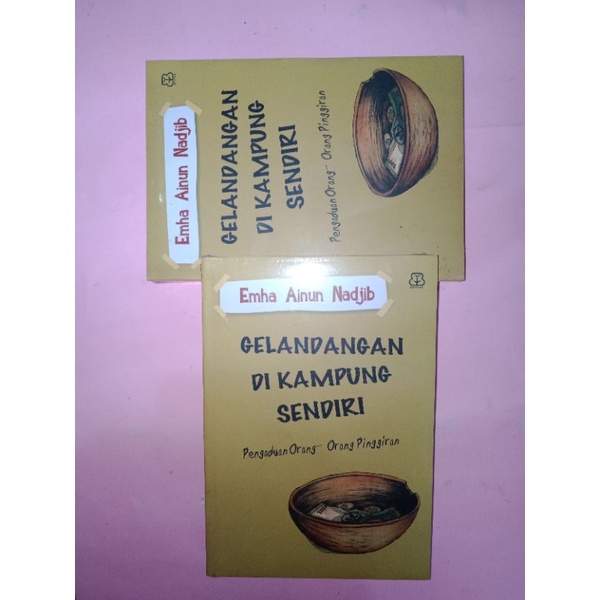 Emha Ainun Nadjib
GELANDANGAN
DI KAMPUNG
SENDIRI
Pengaduan Orang- Orang Pinggiran
Emha Ainun Nadjib
GELANDANGAN
DI KAMPUNG
SENDIRI
Pengaduan Orang- Orang Pinggiran